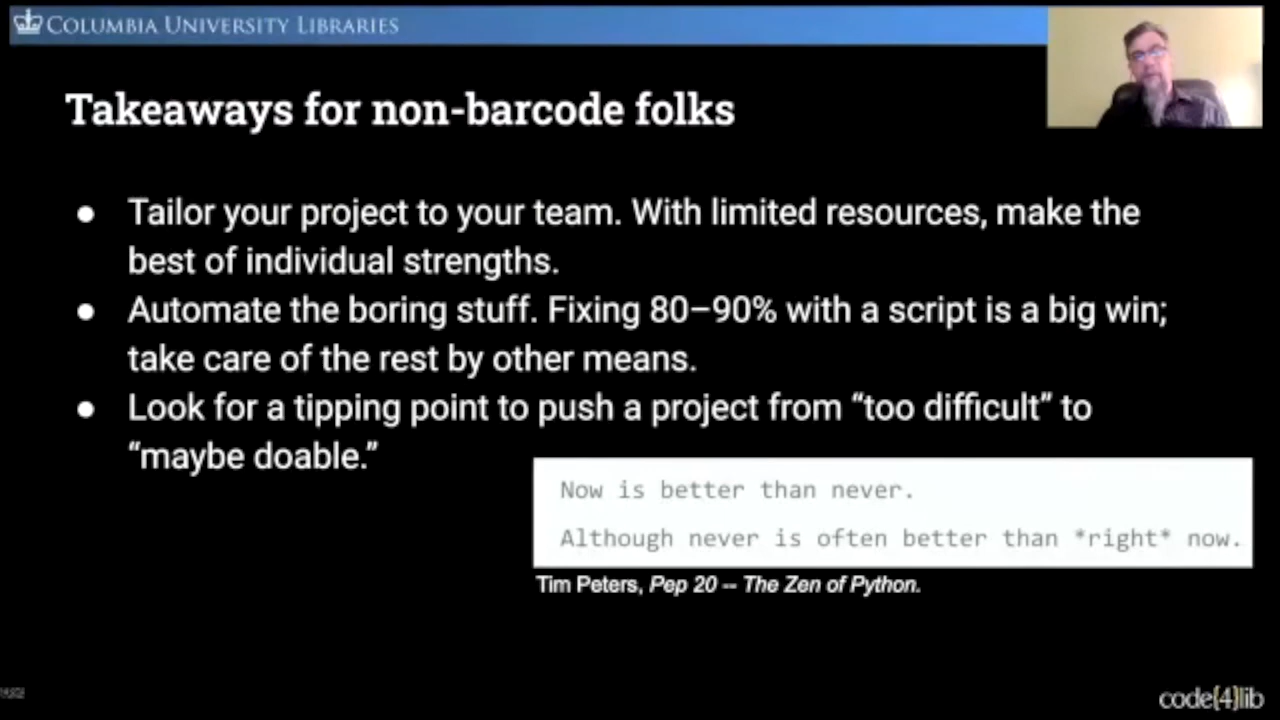 COLUMBIA UNIVERSITY LIBRARIES
Takeaways for non-barcode folks
● Tailor your project to your team. With limited resources, make the
best of individual strengths.
● Automate the boring stuff. Fixing 80–90% with a script is a big win;
take care of the rest by other means.
● Look for a tipping point to push a project from “too difficult” to
“maybe doable.”
Now is better than never.
Although never is often better than *right* now.
Tim Peters, Pep 20 -- The Zen of Python.
code{4}lib